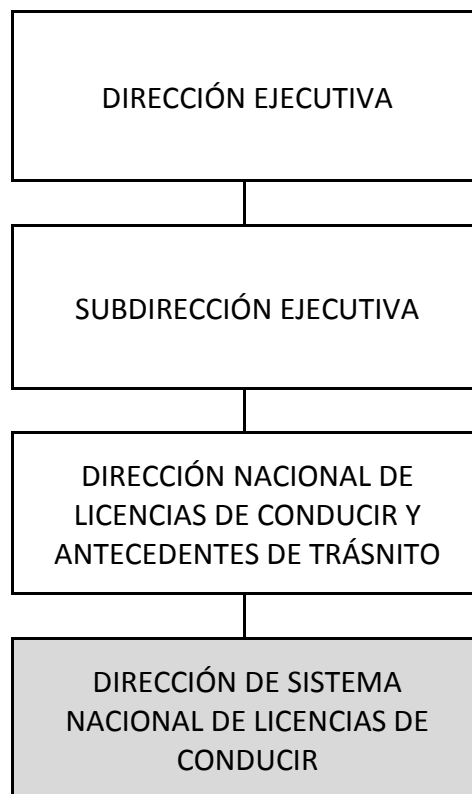 DIRECCIÓN EJECUTIVA
SUBDIRECCIÓN EJECUTIVA
DIRECCIÓN NACIONAL DE
LICENCIAS DE CONDUCIR Y
ANTECEDENTES DE TRÁSNITO
DIRECCIÓN DE SISTEMA
NACIONAL DE LICENCIAS DE
CONDUCIR